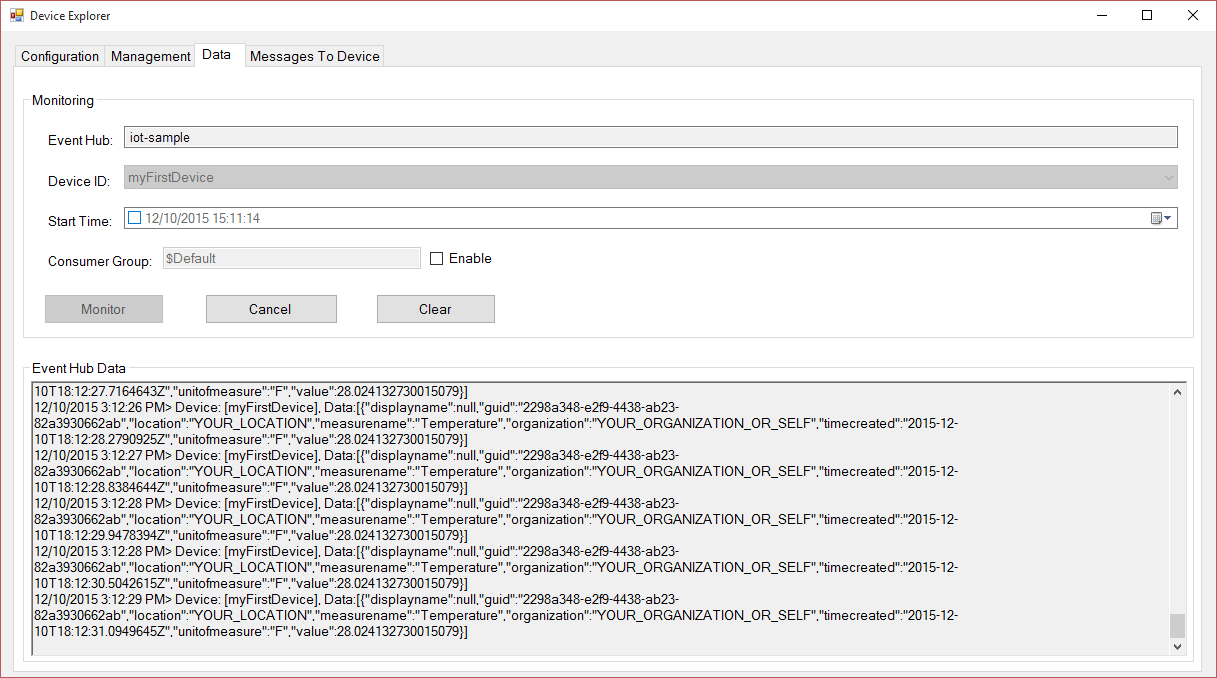 Device Explorer
Configuration Management Data Messages To Device
Monitoring
Event Hub: iot-sample
Device ID: myFirstDevice
Start Time: 12/10/2015 15:11:14
Consumer Group: $Default Enable
Monitor Cancel Clear
Event Hub Data
10T18:12:27.7164643Z","unitofmeasure":"F","value":28.024132730015079}]
12/10/2015 3:12:26 PM> Device: [myFirstDevice], Data:[{"displayname":null,"guid":"2298a348-e2f9-4438-ab23-
82a3930662ab","location":"YOUR_LOCATION","measurename":"Temperature","organization":"YOUR_ORGANIZATION_OR_SELF","timecreated":"2015-12-
10T18:12:28.2790925Z","unitofmeasure":"F","value":28.024132730015079}]
12/10/2015 3:12:27 PM> Device: [myFirstDevice], Data:[{"displayname":null,"guid":"2298a348-e2f9-4438-ab23-
82a3930662ab","location":"YOUR_LOCATION","measurename":"Temperature","organization":"YOUR_ORGANIZATION_OR_SELF","timecreated":"2015-12-
10T18:12:28.8384644Z","unitofmeasure":"F","value":28.024132730015079}]
12/10/2015 3:12:28 PM> Device: [myFirstDevice], Data:[{"displayname":null,"guid":"2298a348-e2f9-4438-ab23-
82a3930662ab","location":"YOUR_LOCATION","measurename":"Temperature","organization":"YOUR_ORGANIZATION_OR_SELF","timecreated":"2015-12-
10T18:12:29.9478394Z","unitofmeasure":"F","value":28.024132730015079}]
12/10/2015 3:12:28 PM> Device: [myFirstDevice], Data:[{"displayname":null,"guid":"2298a348-e2f9-4438-ab23-
82a3930662ab","location":"YOUR_LOCATION","measurename":"Temperature","organization":"YOUR_ORGANIZATION_OR_SELF","timecreated":"2015-12-
10T18:12:30.5042615Z","unitofmeasure":"F","value":28.024132730015079}]
12/10/2015 3:12:29 PM> Device: [myFirstDevice], Data:[{"displayname":null,"guid":"2298a348-e2f9-4438-ab23-
82a3930662ab","location":"YOUR_LOCATION","measurename":"Temperature","organization":"YOUR_ORGANIZATION_OR_SELF","timecreated":"2015-12-
10T18:12:31.0949645Z","unitofmeasure":"F","value":28.024132730015079}]